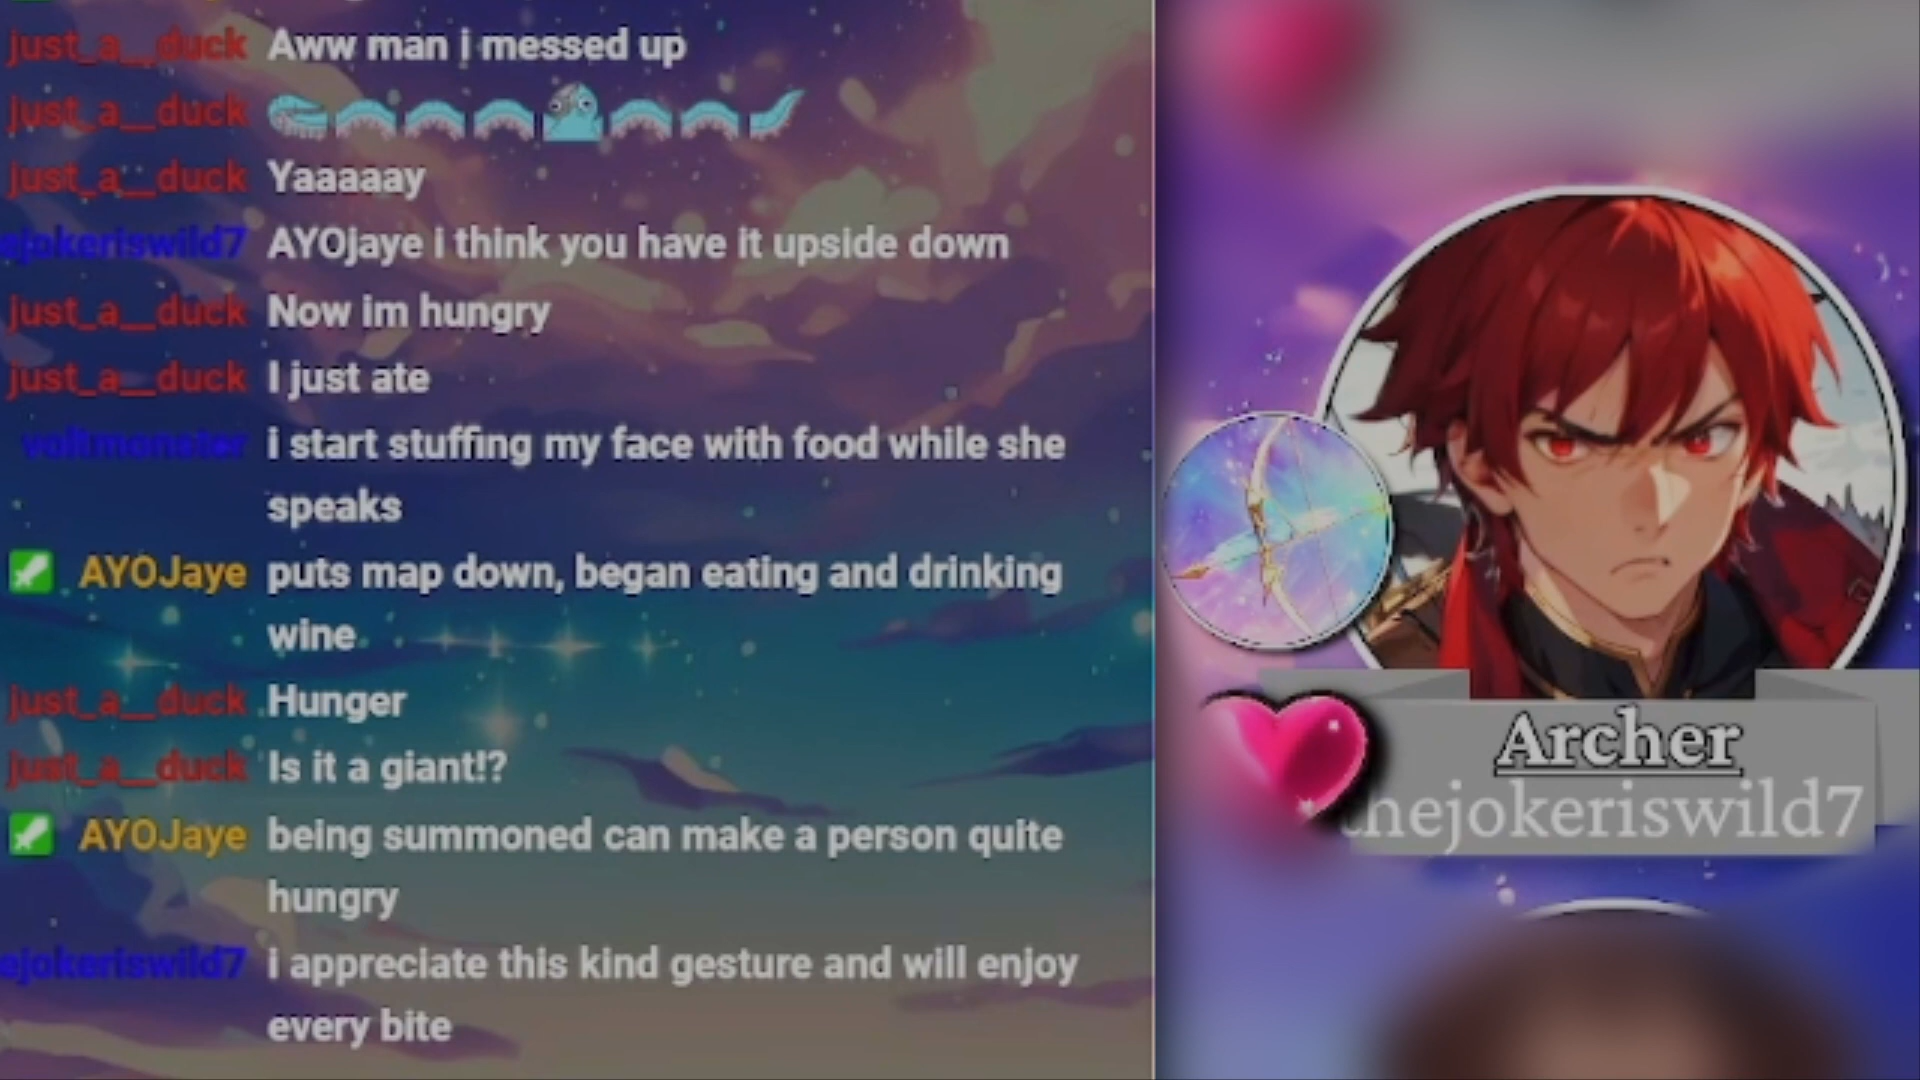 just_a__duck Aww man i messed up
just_a__duck
just_a__duck Yaaaaay
ejokeriswild7 AYOjaye i think you have it upside down
just_a__duck Now im hungry
just_a__duck I just ate
voltmonster i start stuffing my face with food while she
speaks
AYOJaye puts map down, began eating and drinking
wine
just_a__duck Hunger
just_a__duck Is it a giant!?
AYOJaye being summoned can make a person quite
hungry
ejokeriswild7 i appreciate this kind gesture and will enjoy
every bite
Archer
hejokeriswild7